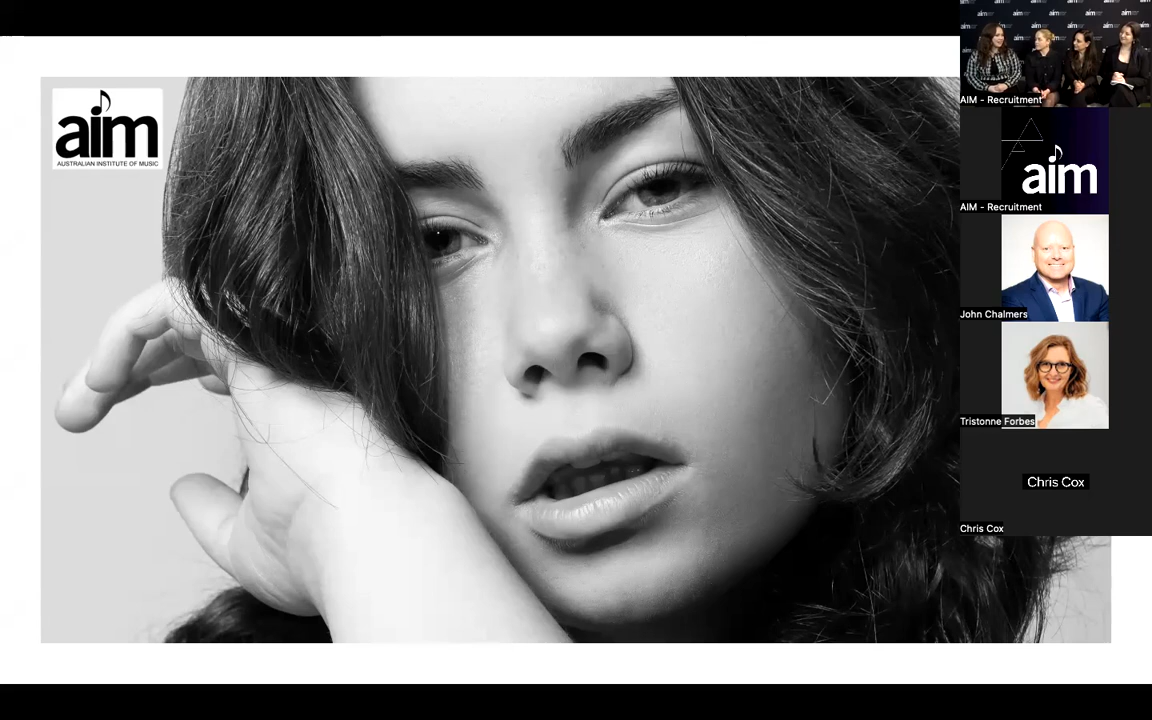 aim
AUSTRALIAN INSTITUTE OF MUSIC
AIM - Recruitment
aim
AIM - Recruitment
John Chalmers
Tristonne Forbes
Chris Cox
Chris Cox